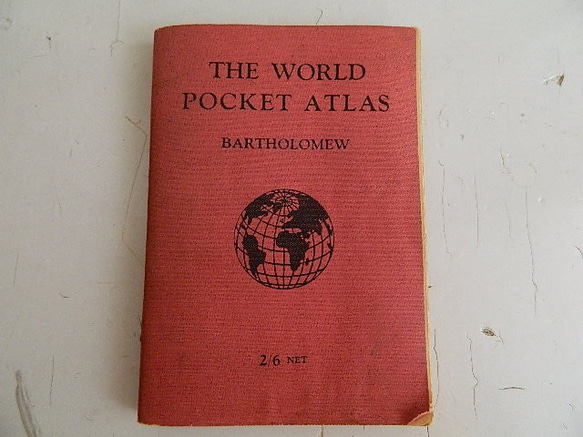 THE WORLD
POCKET ATLAS
BARTHOLOMEW
2/6 NET